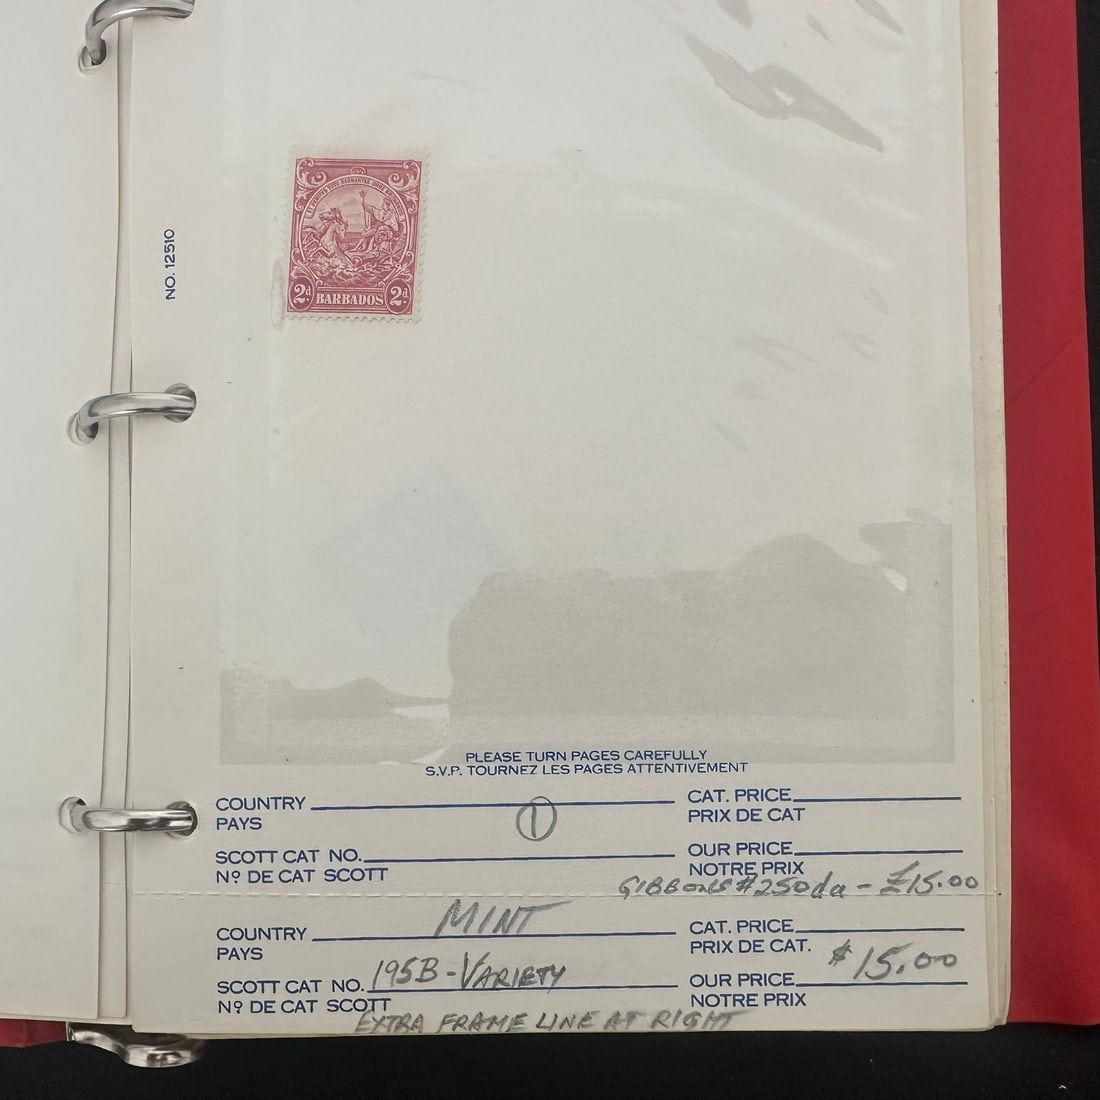 2d BARBADOS 2d
NO. 12510
PLEASE TURN PAGES CAREFULLY
S.V.P. TOURNEZ LES PAGES ATTENTIVEMENT
COUNTRY
PAYS
1
CAT. PRICE
PRIX DE CAT
SCOTT CAT NO.
Nº DE CAT SCOTT
OUR PRICE
NOTRE PRIX
GIBBONS #250da - £15.00
COUNTRY MINT
PAYS
CAT. PRICE
PRIX DE CAT.
SCOTT CAT NO. 195B - VARIETY
Nº DE CAT SCOTT
OUR PRICE $15.00
NOTRE PRIX
EXTRA FRAME LINE AT RIGHT